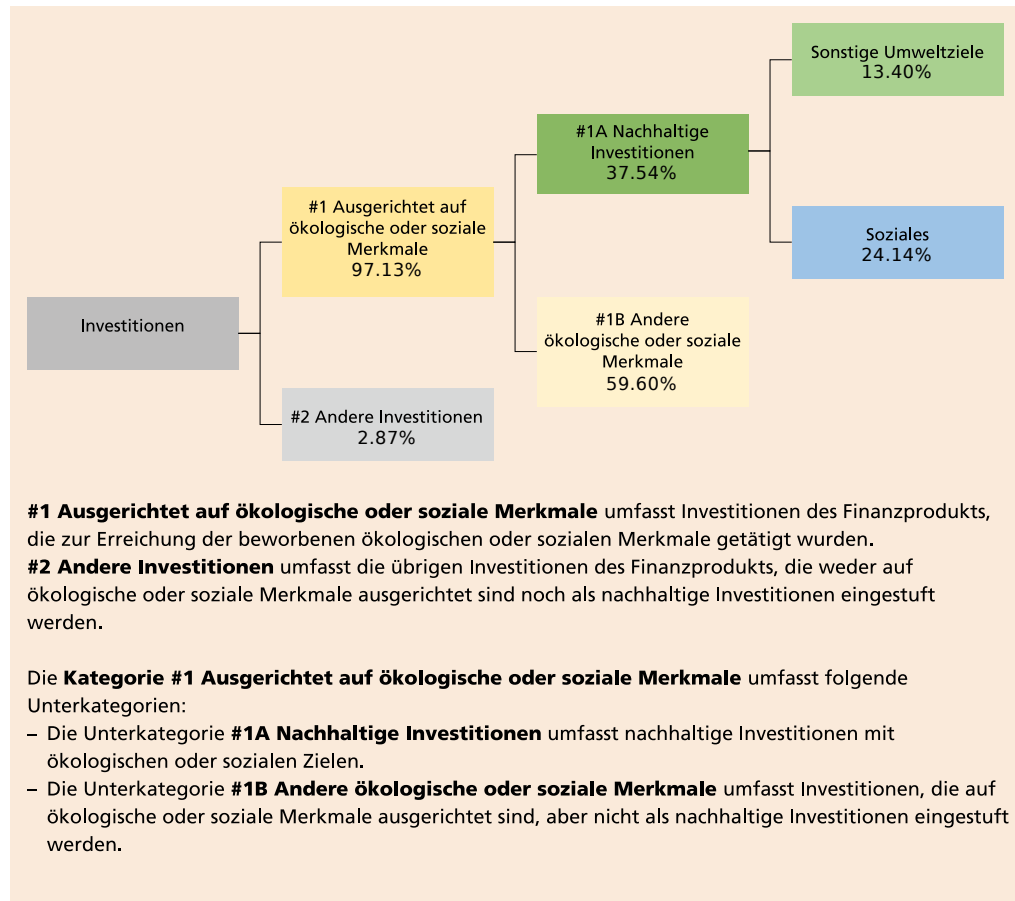 Sonstige Umweltziele
13.40%
#1A Nachhaltige
Investitionen
37.54%
#1 Ausgerichtet auf
ökologische oder soziale
Merkmale
97.13%
Soziales
24.14%
Investitionen
#1B Andere
ökologische oder soziale
Merkmale
59.60%
#2 Andere Investitionen
2.87%
#1 Ausgerichtet auf ökologische oder soziale Merkmale umfasst Investitionen des Finanzprodukts,
die zur Erreichung der beworbenen ökologischen oder sozialen Merkmale getätigt wurden.
#2 Andere Investitionen umfasst die übrigen Investitionen des Finanzprodukts, die weder auf
ökologische oder soziale Merkmale ausgerichtet sind noch als nachhaltige Investitionen eingestuft
werden.
Die Kategorie #1 Ausgerichtet auf ökologische oder soziale Merkmale umfasst folgende
Unterkategorien:
– Die Unterkategorie #1A Nachhaltige Investitionen umfasst nachhaltige Investitionen mit
ökologischen oder sozialen Zielen.
– Die Unterkategorie #1B Andere ökologische oder soziale Merkmale umfasst Investitionen, die auf
ökologische oder soziale Merkmale ausgerichtet sind, aber nicht als nachhaltige Investitionen eingestuft
werden.